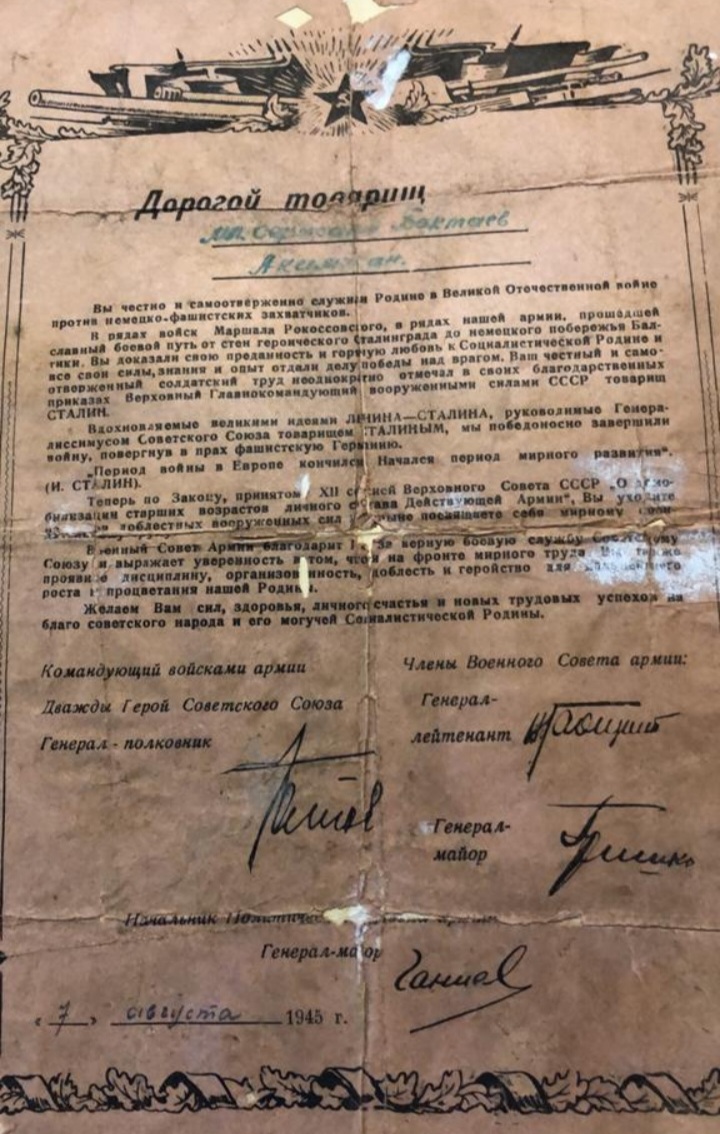 Дорогой товарищ
мл. сержант Бактаев
Вы честно и самоотверженно служили Родине в Великой Отечественной войне
против немецко-фашистских захватчиков.
В рядах войск Маршала Рокоссовского, в рядах нашей армии, прошедшей
славный боевой путь от стен героического Сталинграда до немецкого побережья Бал-
тики. Вы доказали свою преданность и горячую любовь к Социалистической Родине и
все свои силы, знания и опыт отдали делу победы над врагом. Ваш честный и само-
отверженный солдатский труд неоднократно отмечал в своих благодарственных
приказах Верховный Главнокомандующий вооруженными силами СССР товарищ
СТАЛИН.
Вдохновляемые великими идеями ЛЕНИНА—СТАЛИНА, руководимые Генера-
лиссимусом Советского Союза товарищем СТАЛИНЫМ, мы победоносно завершили
войну, повергнув в прах фашистскую Германию.
„Период войны в Европе кончился Начался период мирного развития".
(И. СТАЛИН).
Теперь по Закону, принятому XII сессией Верховного Совета СССР „О демо-
билизации старших возрастов личного состава Действующей Армии", Вы уходите
доблестных вооруженных сил посвящаете себя мирному
Военный Совет Армии благодарит Вас за верную боевую службу Советскому
Союзу и выражает уверенность в том, что и на фронте мирного труда Вы также
проявите дисциплину, организованность, доблесть и геройство для
роста и процветания нашей Родины.
Желаем Вам сил, здоровья, личного счастья и новых трудовых успехов на
благо советского народа и его могучей Социалистической Родины.
Командующий войсками армии
Дважды Герой Советского Союза
Генерал - полковник
Члены Военного Совета армии:
Генерал-
лейтенант
Генерал-
майор
Начальник
Генерал-майор
« 7 » августа 1945 г.